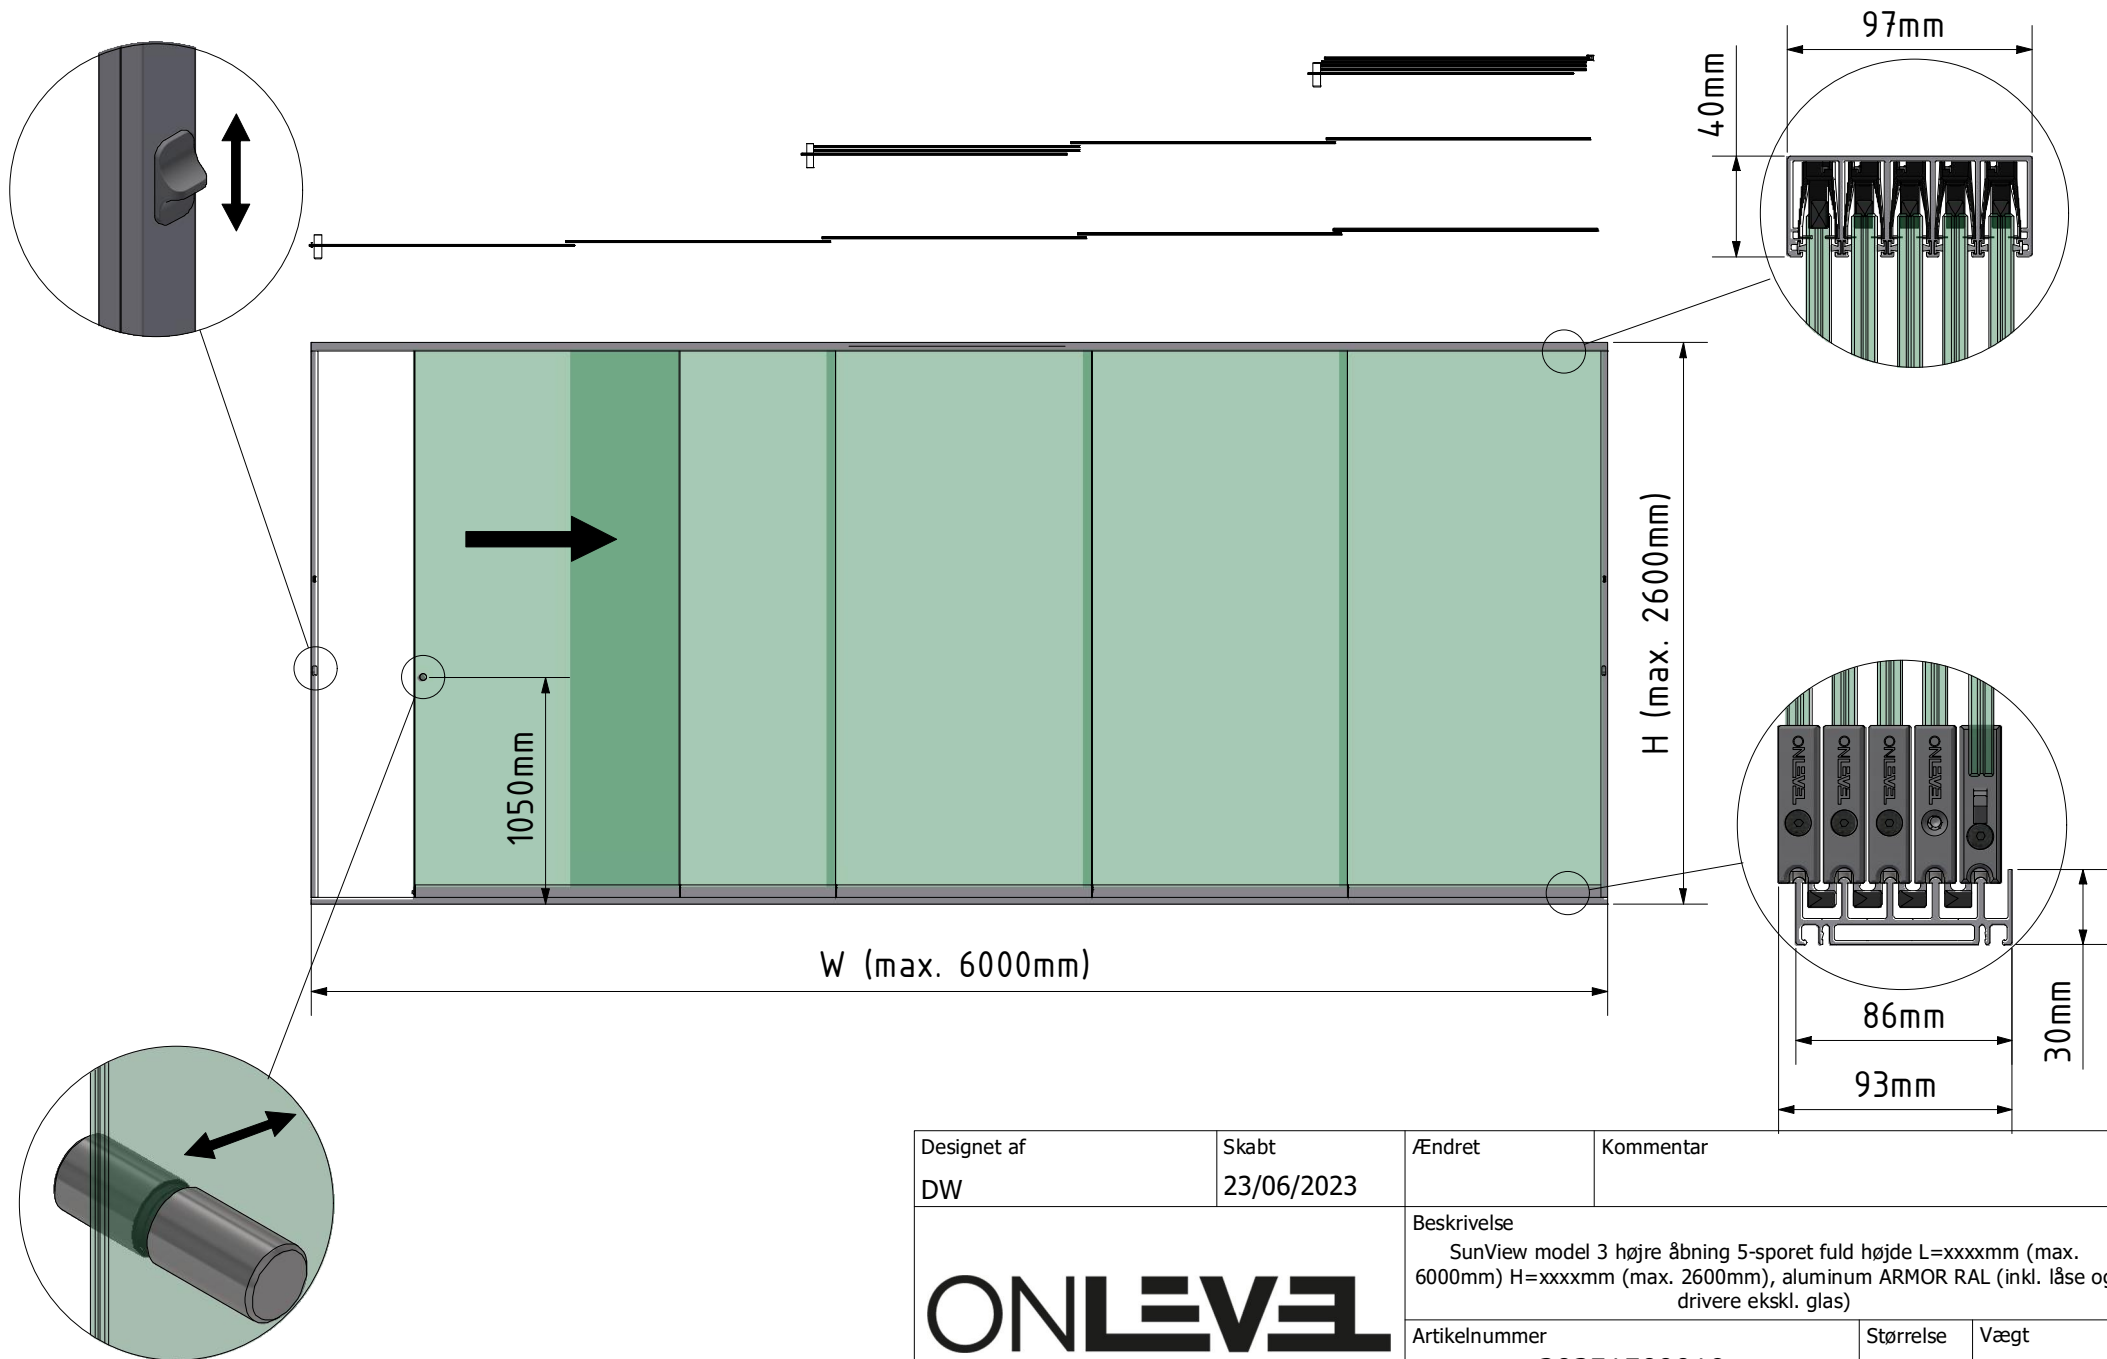 97mm
40mm
H (max. 2600mm)
1050mm
W (max. 6000mm)
ONLEVEL
ONLEVEL
ONLEVEL
ONLEVEL
86mm
93mm
30mm
Designet af
DW
Skabt
23/06/2023
Ændret
Kommentar
ONLEVEL
Beskrivelse
SunView model 3 højre åbning 5-sporet fuld højde L=xxxxmm (max.
6000mm) H=xxxxmm (max. 2600mm), aluminum ARMOR RAL (inkl. låse og
drivere ekskl. glas)
Artikelnummer
Størrelse
Vægt